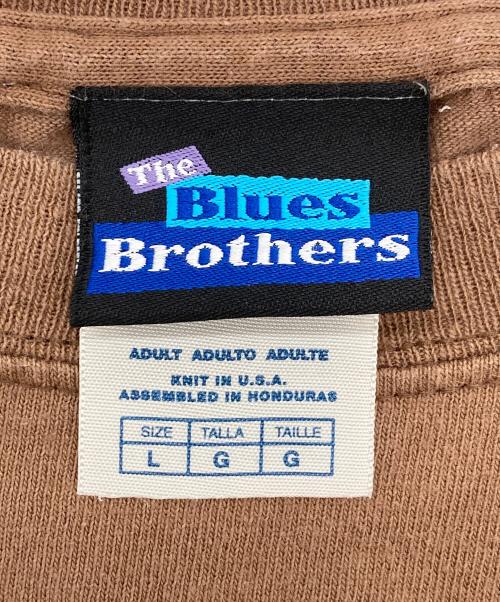 The
Blues
Brothers
ADULT ADULTO ADULTE
KNIT IN U.S.A.
ASSEMBLED IN HONDURAS
SIZE TALLA TAILLE
L G G